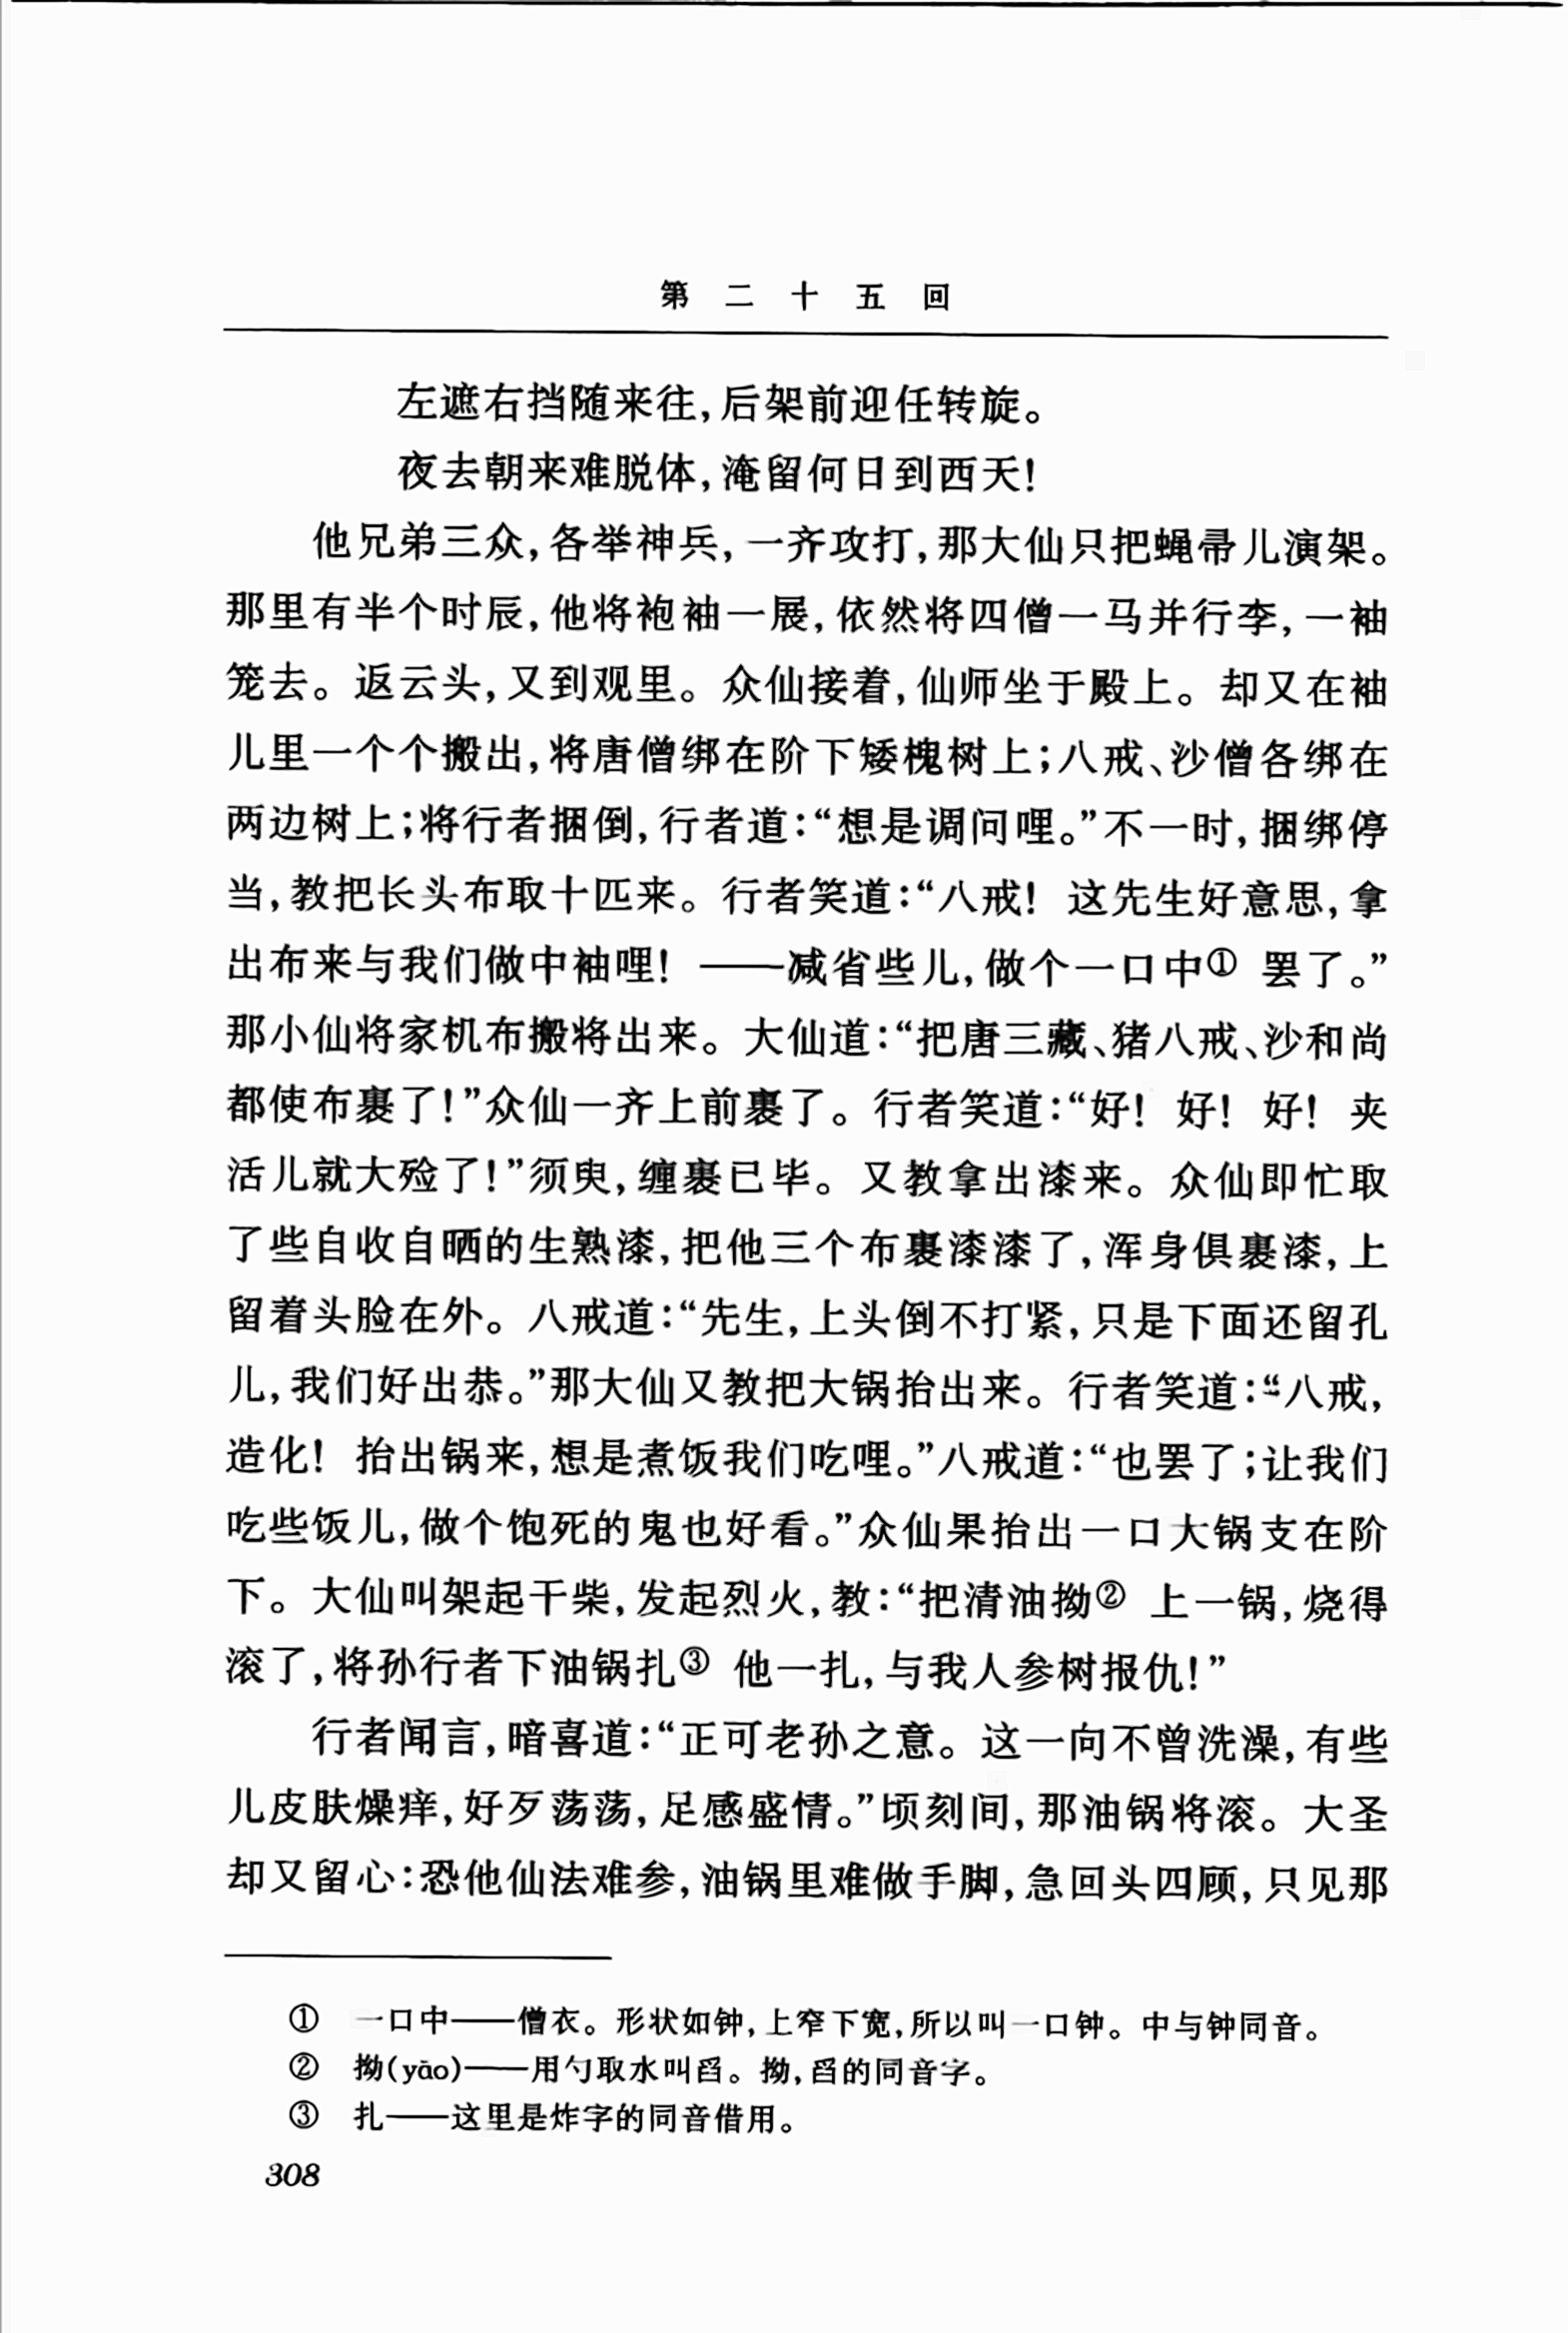 第二十五回
左遮右挡随来往,后架前迎任转旋。
夜去朝来难脱体,淹留何日到西天!
他兄弟三众,各举神兵,一齐攻打,那大仙只把蝇帚儿演架。
那里有半个时辰,他将袍袖一展,依然将四僧一马并行李,一袖
笼去。返云头,又到观里。众仙接着,仙师坐于殿上。却又在袖
儿里一个个搬出,将唐僧绑在阶下矮槐树上;八戒、沙僧各绑在
两边树上;将行者捆倒,行者道:“想是调问哩。”不一时,捆绑停
当,教把长头布取十匹来。行者笑道:“八戒! 这先生好意思,拿
出布来与我们做中袖哩! ——减省些儿,做个一口中① 罢了。”
那小仙将家机布搬将出来。大仙道:“把唐三藏、猪八戒、沙和尚
都使布裹了!”众仙一齐上前裹了。行者笑道:“好! 好! 好! 夹
活儿就大殓了!”须臾,缠裹已毕。又教拿出漆来。众仙即忙取
了些自收自晒的生熟漆,把他三个布裹漆漆了,浑身俱裹漆,上
留着头脸在外。八戒道:“先生,上头倒不打紧,只是下面还留孔
儿,我们好出恭。”那大仙又教把大锅抬出来。行者笑道:“八戒,
造化! 抬出锅来,想是煮饭我们吃哩。”八戒道:“也罢了;让我们
吃些饭儿,做个饱死的鬼也好看。”众仙果抬出一口大锅支在阶
下。大仙叫架起干柴,发起烈火,教:“把清油拗② 上一锅,烧得
滚了,将孙行者下油锅扎③ 他一扎,与我人参树报仇!”
行者闻言,暗喜道:“正可老孙之意。这一向不曾洗澡,有些
儿皮肤燥痒,好歹荡荡,足感盛情。”顷刻间,那油锅将滚。大圣
却又留心:恐他仙法难参,油锅里难做手脚,急回头四顾,只见那
① 一口中——僧衣。形状如钟,上窄下宽,所以叫一口钟。中与钟同音。
② 拗(yāo)——用勺取水叫舀。拗,舀的同音字。
③ 扎——这里是炸字的同音借用。
308